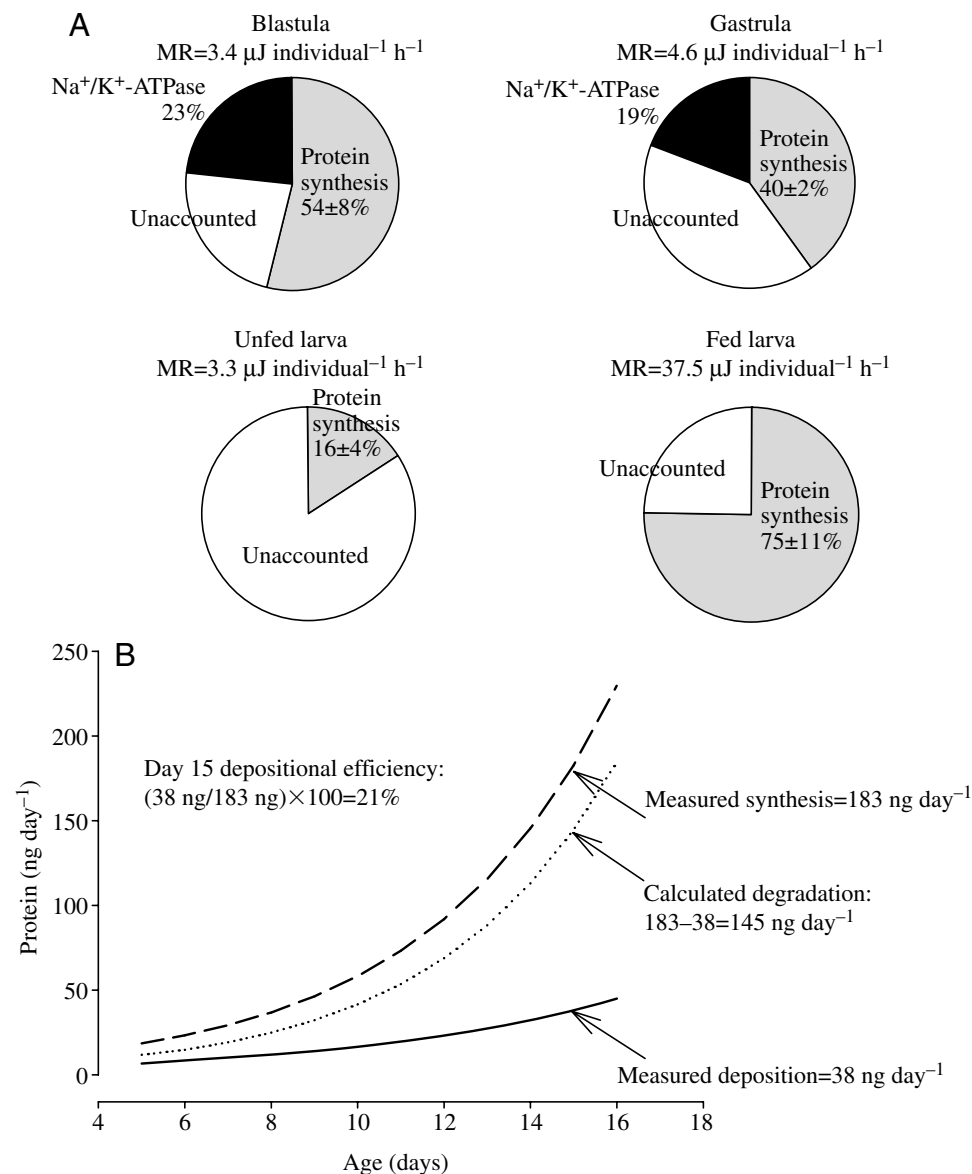 A
Blastula
MR=3.4 μJ individual⁻¹ h⁻¹
Na⁺/K⁺-ATPase
23%
Protein
synthesis
54±8%
Unaccounted
Gastrula
MR=4.6 μJ individual⁻¹ h⁻¹
Na⁺/K⁺-ATPase
19%
Protein
synthesis
40±2%
Unaccounted
Unfed larva
MR=3.3 μJ individual⁻¹ h⁻¹
Protein
synthesis
16±4%
Unaccounted
Fed larva
MR=37.5 μJ individual⁻¹ h⁻¹
Unaccounted
Protein
synthesis
75±11%
B
250
200
150
100
50
0
Protein (ng day⁻¹)
Day 15 depositional efficiency:
(38 ng/183 ng)×100=21%
Measured synthesis=183 ng day⁻¹
Calculated degradation:
183–38=145 ng day⁻¹
Measured deposition=38 ng day⁻¹
4 6 8 10 12 14 16 18
Age (days)